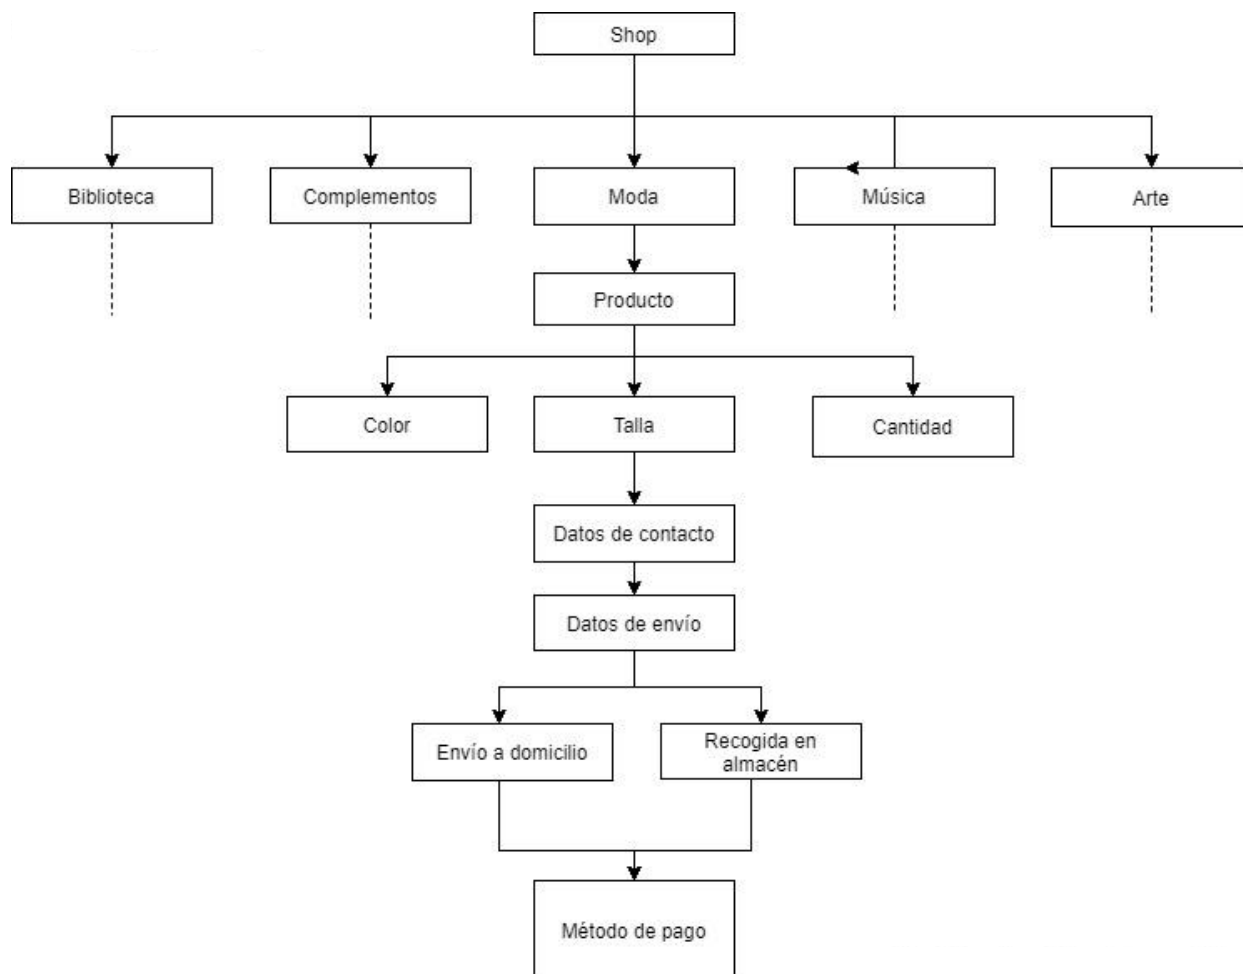 Shop
Biblioteca
Complementos
Moda
Música
Arte
Producto
Color
Talla
Cantidad
Datos de contacto
Datos de envío
Envío a domicilio
Recogida en
almacén
Método de pago